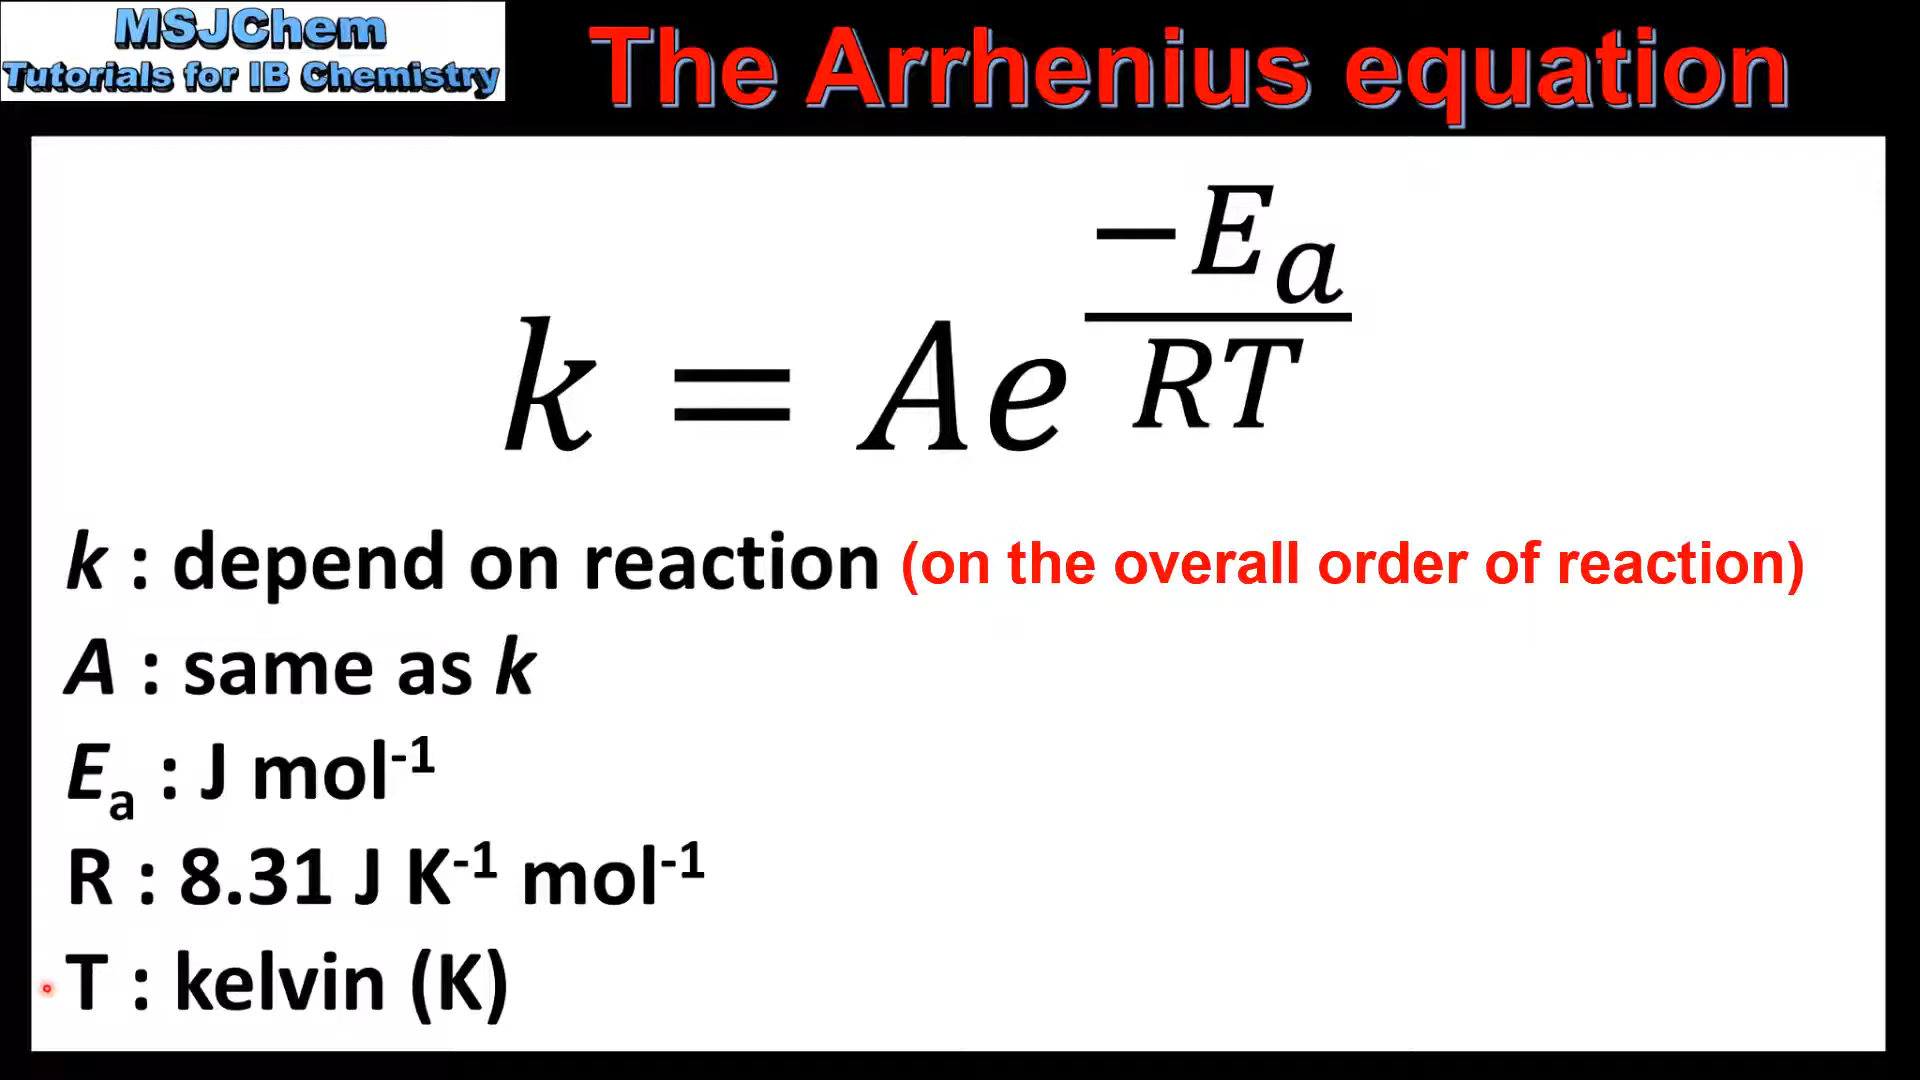 MSJChem
Tutorials for IB Chemistry
The Arrhenius equation
k = Ae^(−Eₐ/RT)
k : depend on reaction (on the overall order of reaction)
A : same as k
Eₐ : J mol⁻¹
R : 8.31 J K⁻¹ mol⁻¹
T : kelvin (K)